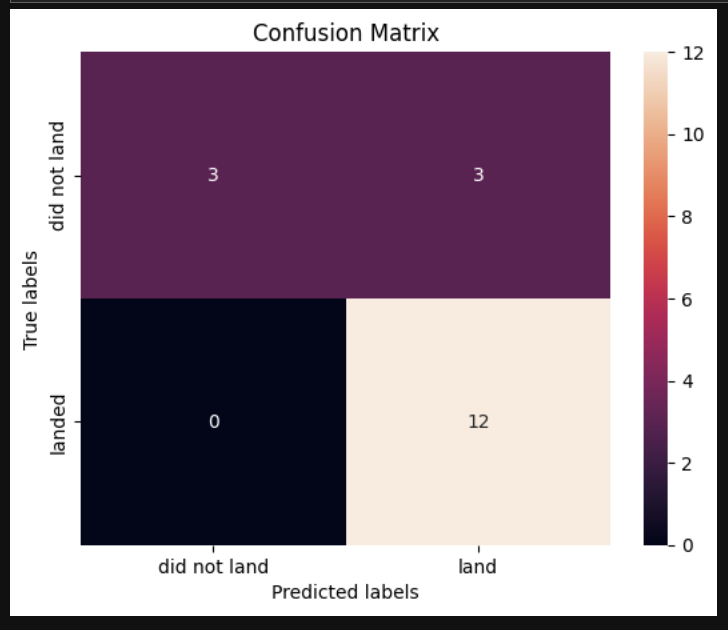 Confusion Matrix
True labels
did not land
3
3
landed
0
12
did not land
land
Predicted labels
12
10
8
6
4
2
0